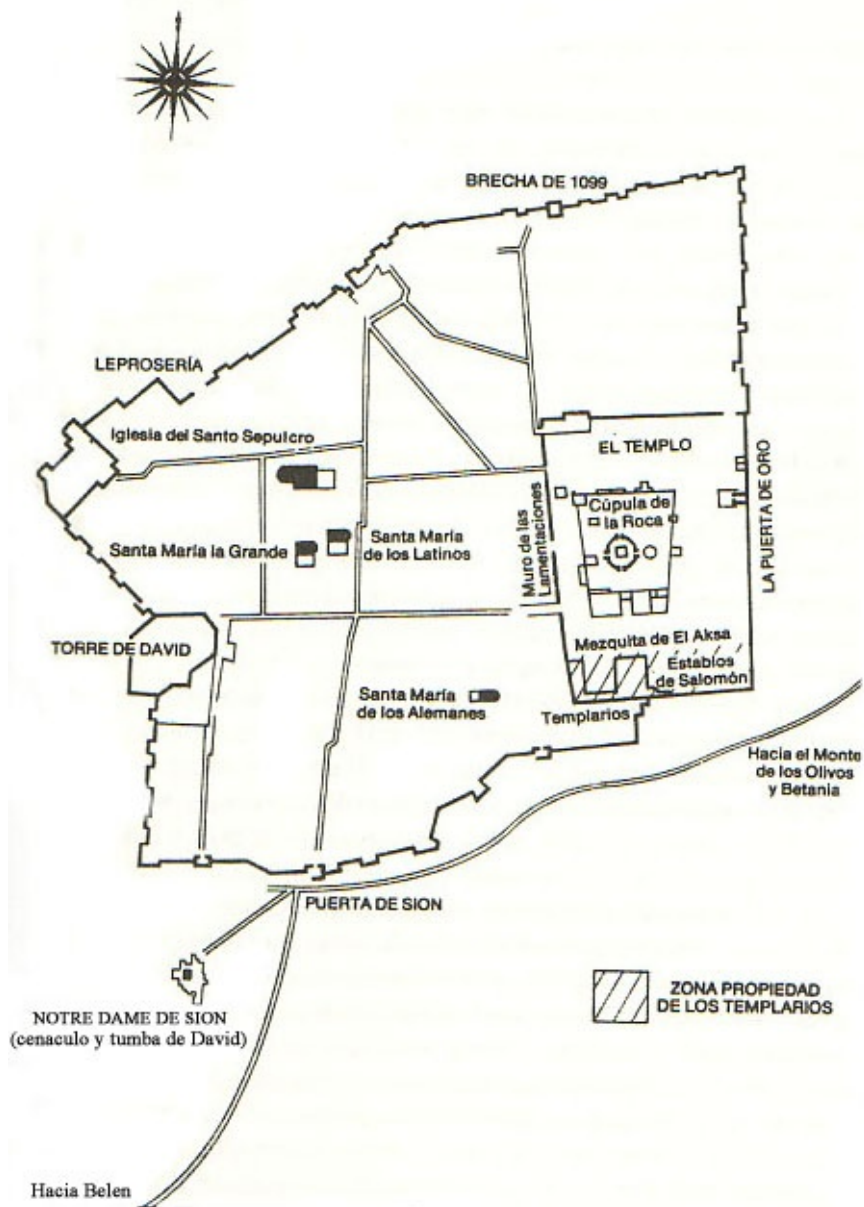 BRECHA DE 1099
LEPROSERÍA
Iglesia del Santo Sepulcro
EL TEMPLO
Cúpula de
la Roca
LA PUERTA DE ORO
Muro de las
Lamentaciones
Santa María la Grande
Santa María
de los Latinos
TORRE DE DAVID
Mezquita de El Aksa
Establos
de Salomón
Santa María
de los Alemanes
Templarios
Hacia el Monte
de los Olivos
y Betania
PUERTA DE SION
ZONA PROPIEDAD
DE LOS TEMPLARIOS
NOTRE DAME DE SION
(cenaculo y tumba de David)
Hacia Belen